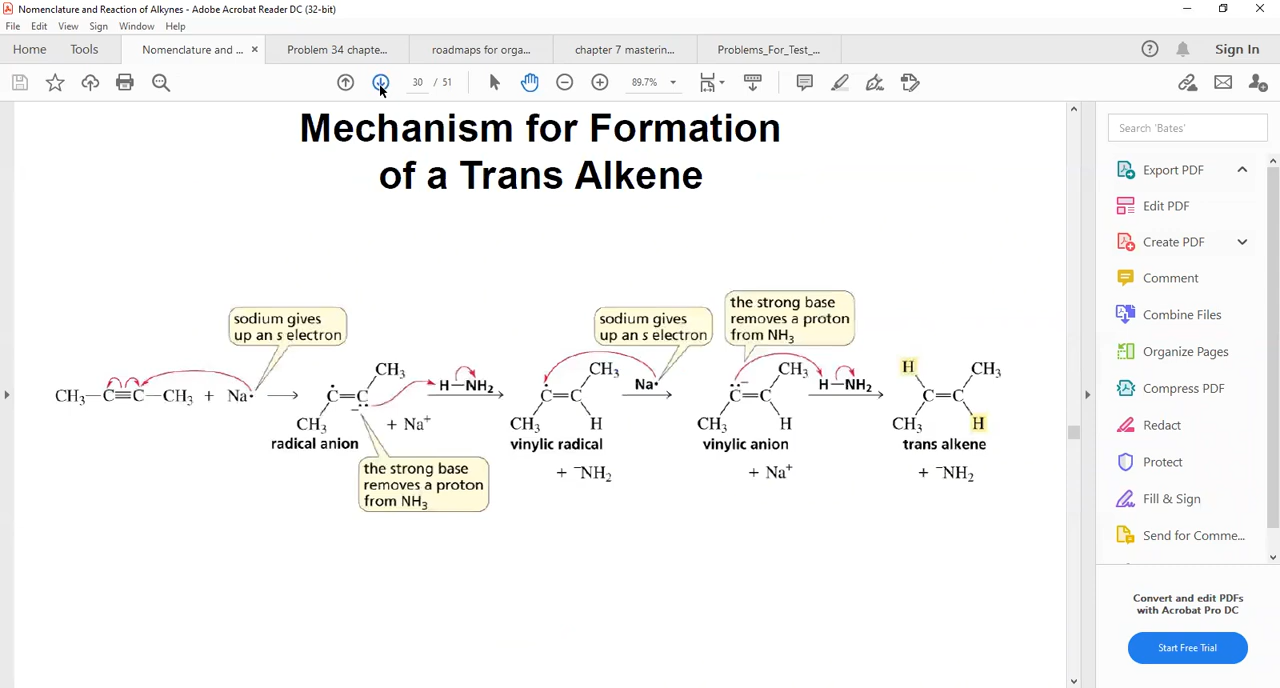 Nomenclature and Reaction of Alkynes - Adobe Acrobat Reader DC (32-bit)
File Edit View Sign Window Help
Home Tools Nomenclature and ... × Problem 34 chapte... roadmaps for orga... chapter 7 masterin... Problems_For_Test_... Sign In
30 / 51 89.7%
Mechanism for Formation
of a Trans Alkene
Search 'Bates'
Export PDF
Edit PDF
Create PDF
Comment
Combine Files
Organize Pages
Compress PDF
Redact
Protect
Fill & Sign
Send for Comme...
Convert and edit PDFs
with Acrobat Pro DC
Start Free Trial
sodium gives
up an s electron
sodium gives
up an s electron
the strong base
removes a proton
from NH₃
CH₃—C≡C—CH₃ + Na·
CH₃
Ċ=C̈⁻
CH₃
+ Na⁺
radical anion
the strong base
removes a proton
from NH₃
H—NH₂
CH₃
Ċ=C
CH₃ H
vinylic radical
+ ⁻NH₂
Na·
CH₃
C̈⁻=C
CH₃ H
vinylic anion
+ Na⁺
H—NH₂
H CH₃
C=C
CH₃ H
trans alkene
+ ⁻NH₂